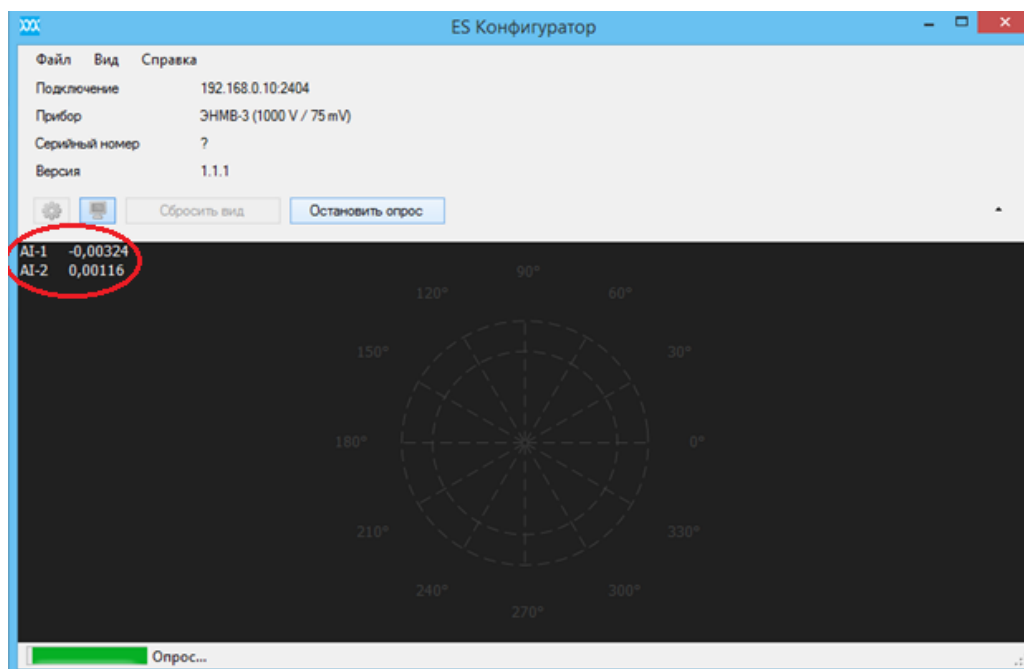 ES Конфигуратор
Файл Вид Справка
Подключение 192.168.0.10:2404
Прибор ЭНМВ-3 (1000 V / 75 mV)
Серийный номер ?
Версия 1.1.1
Сбросить вид Остановить опрос
AI-1 -0,00324
AI-2 0,00116
90°
120° 60°
150° 30°
180° 0°
210° 330°
240° 300°
270°
Опрос...